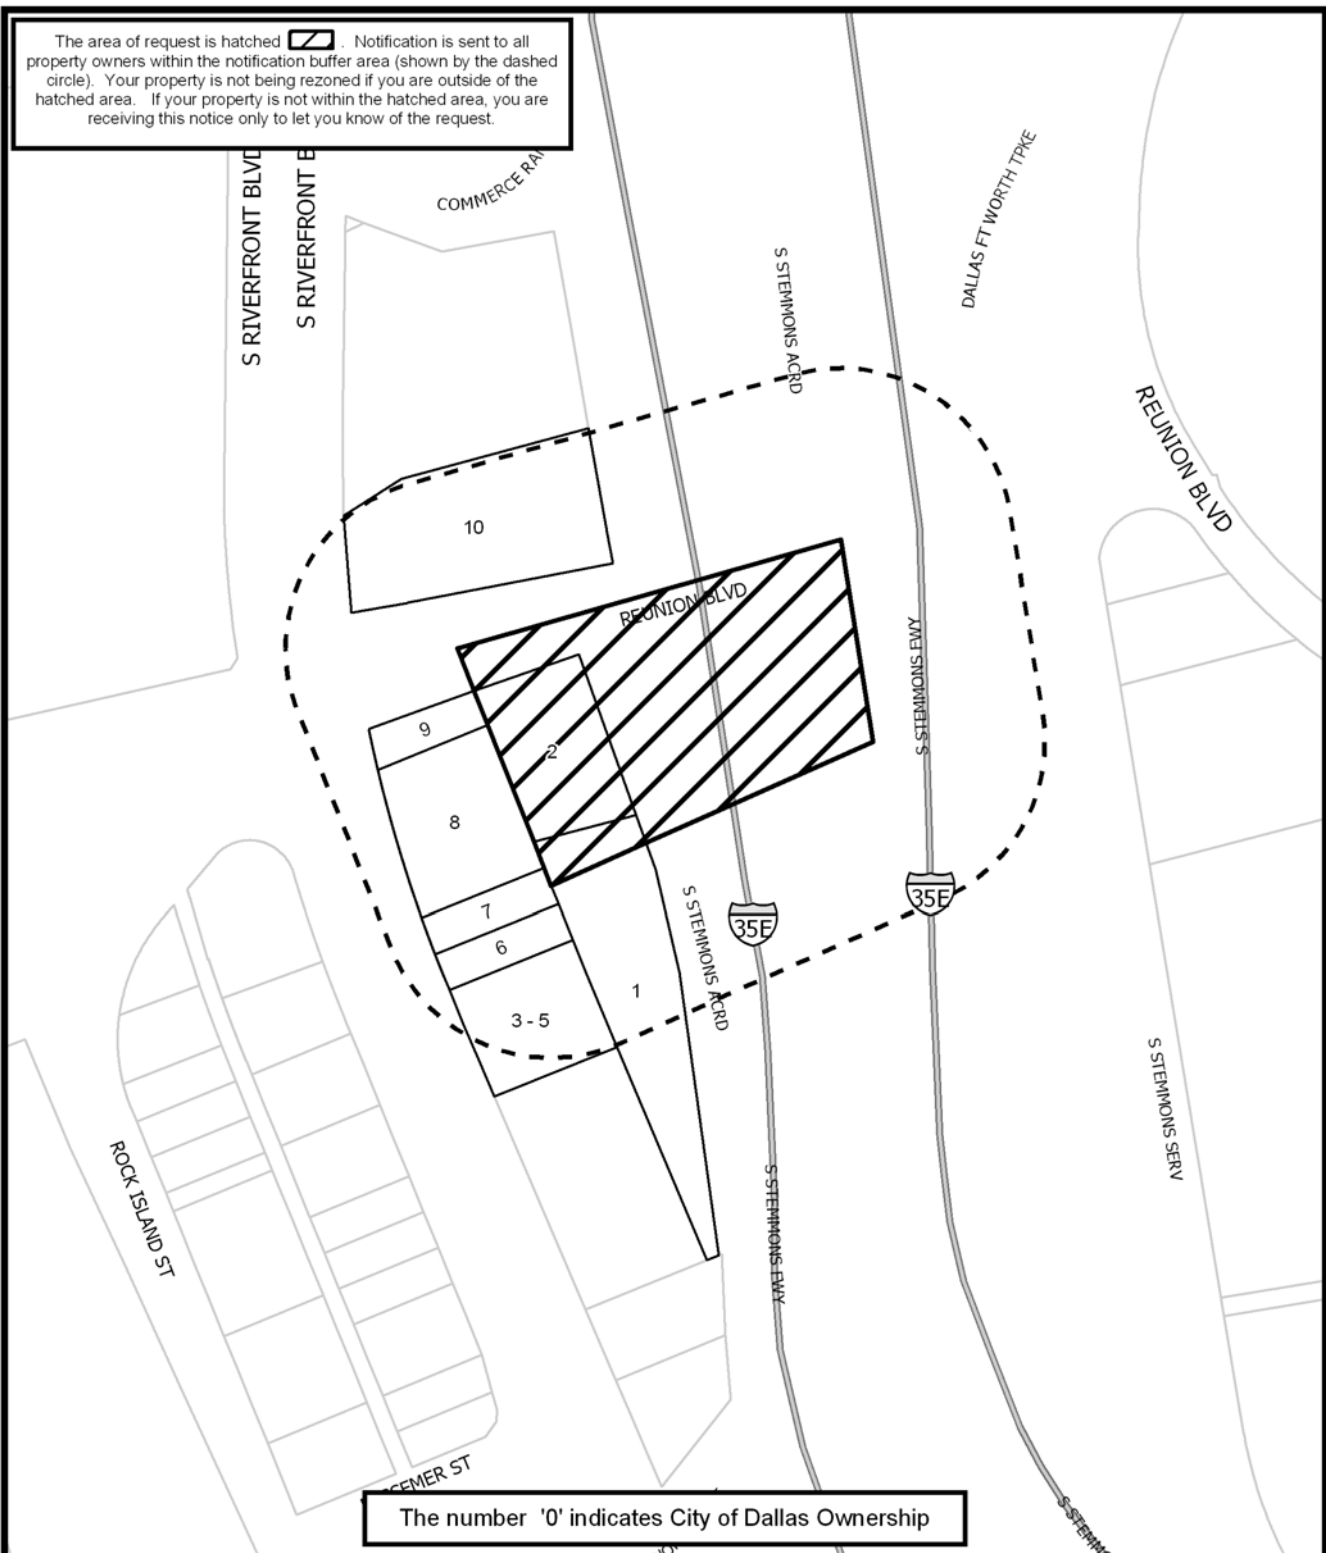 The area of request is hatched . Notification is sent to all
property owners within the notification buffer area (shown by the dashed
circle). Your property is not being rezoned if you are outside of the
hatched area. If your property is not within the hatched area, you are
receiving this notice only to let you know of the request.
S RIVERFRONT BLVD
S RIVERFRONT B
COMMERCE RA
S STEMMONS ACRD
DALLAS FT WORTH TPKE
REUNION BLVD
10
REUNION BLVD
S STEMMONS FWY
9
2
8
7
6
3 - 5
1
S STEMMONS ACRD
35E
35E
S STEMMONS SERV
ROCK ISLAND ST
S STEMMONS FWY
ST
S STEMM
The number '0' indicates City of Dallas Ownership